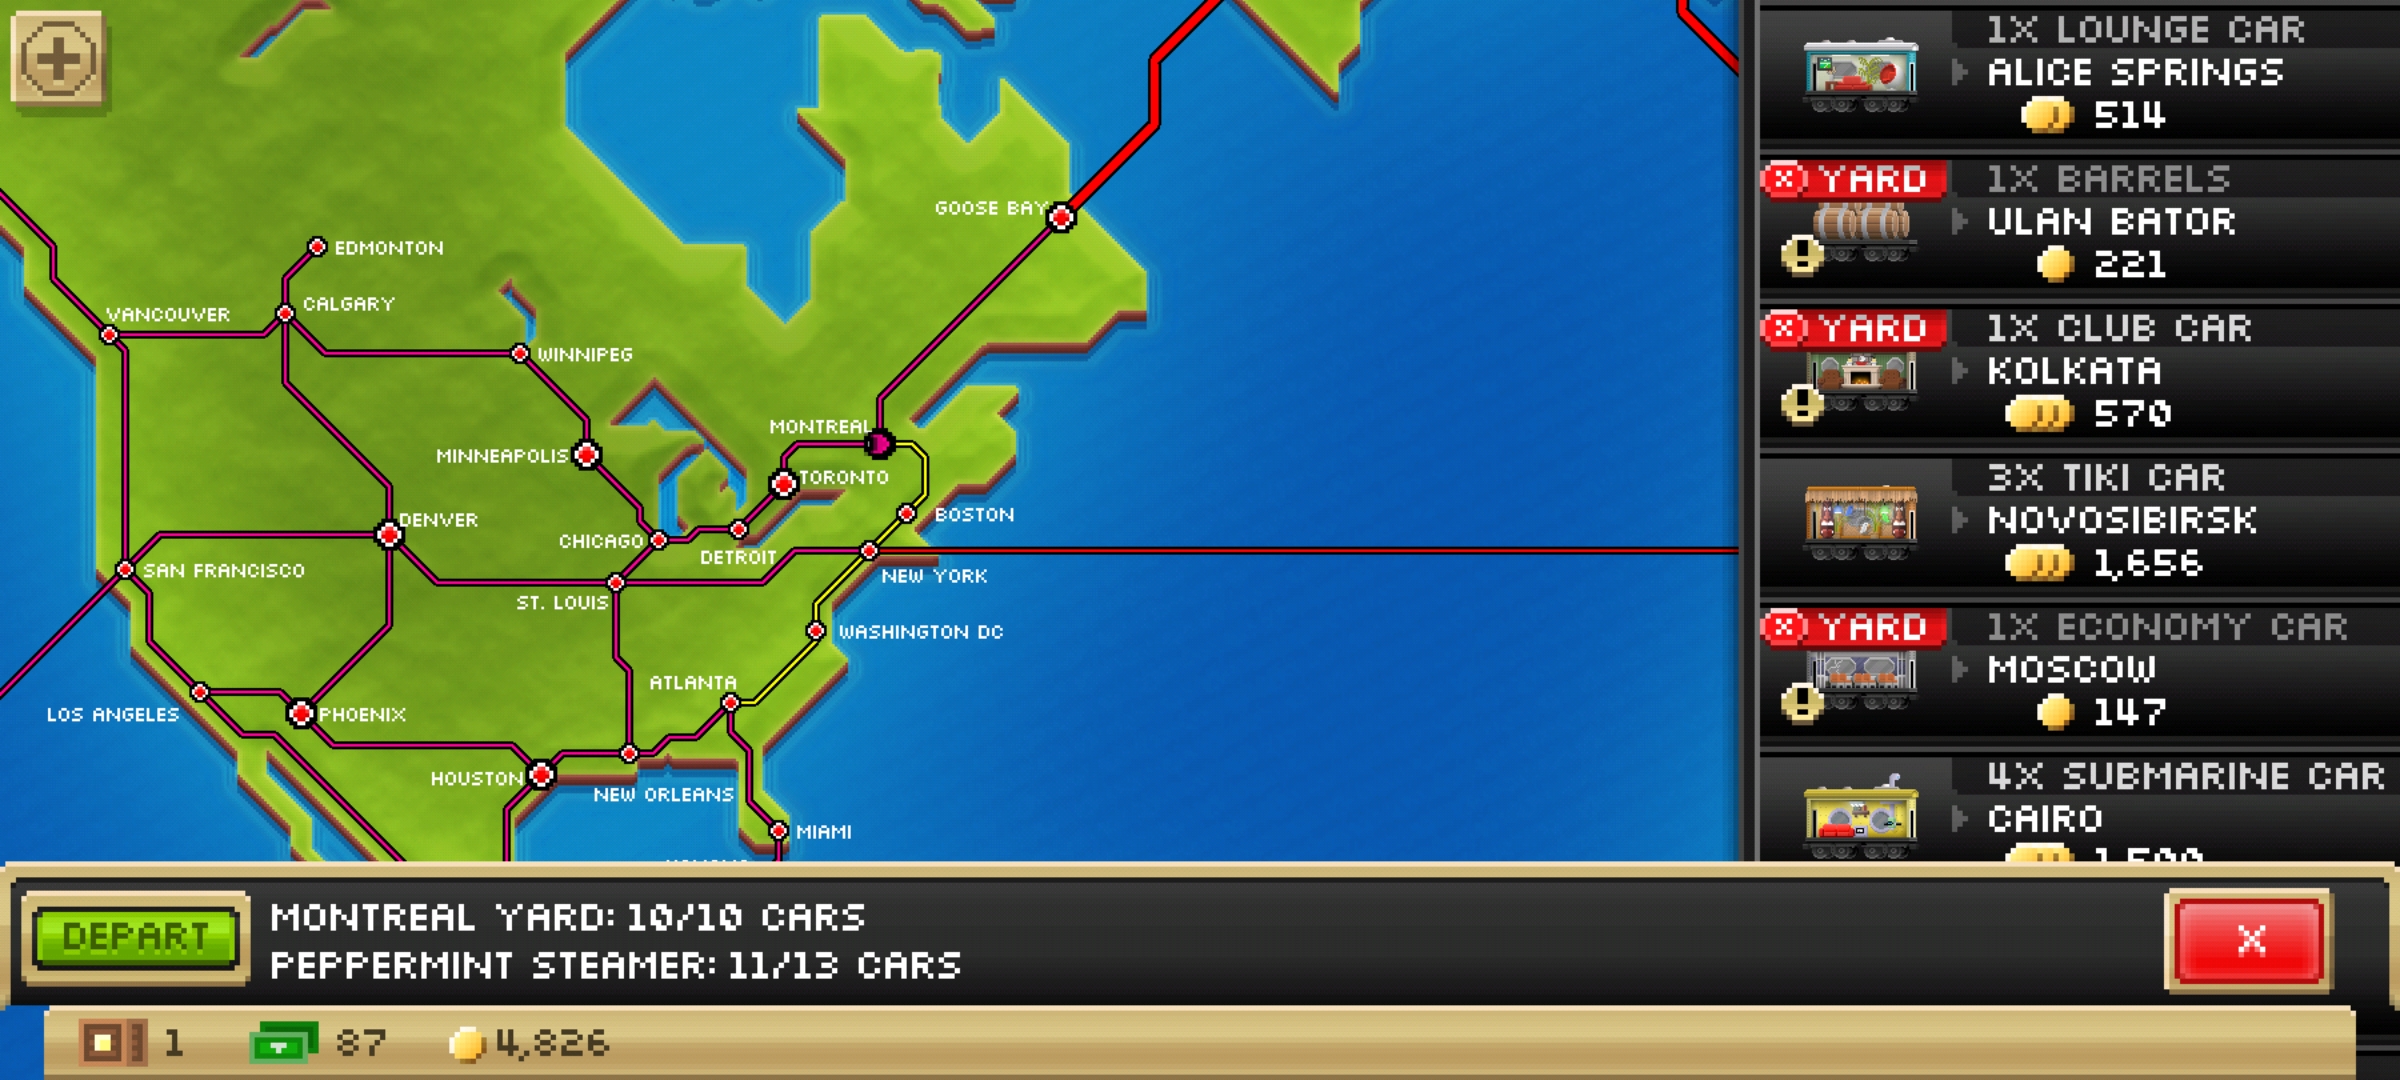 1X LOUNGE CAR
ALICE SPRINGS
514
YARD
1X BARRELS
ULAN BATOR
221
YARD
1X CLUB CAR
KOLKATA
570
3X TIKI CAR
NOVOSIBIRSK
1,656
YARD
1X ECONOMY CAR
MOSCOW
147
4X SUBMARINE CAR
CAIRO
GOOSE BAY
EDMONTON
CALGARY
VANCOUVER
WINNIPEG
MONTREAL
MINNEAPOLIS
TORONTO
BOSTON
DENVER
CHICAGO
DETROIT
SAN FRANCISCO
NEW YORK
ST. LOUIS
WASHINGTON DC
ATLANTA
LOS ANGELES
PHOENIX
HOUSTON
NEW ORLEANS
MIAMI
DEPART
MONTREAL YARD: 10/10 CARS
PEPPERMINT STEAMER: 11/13 CARS
X
1
87
4,826